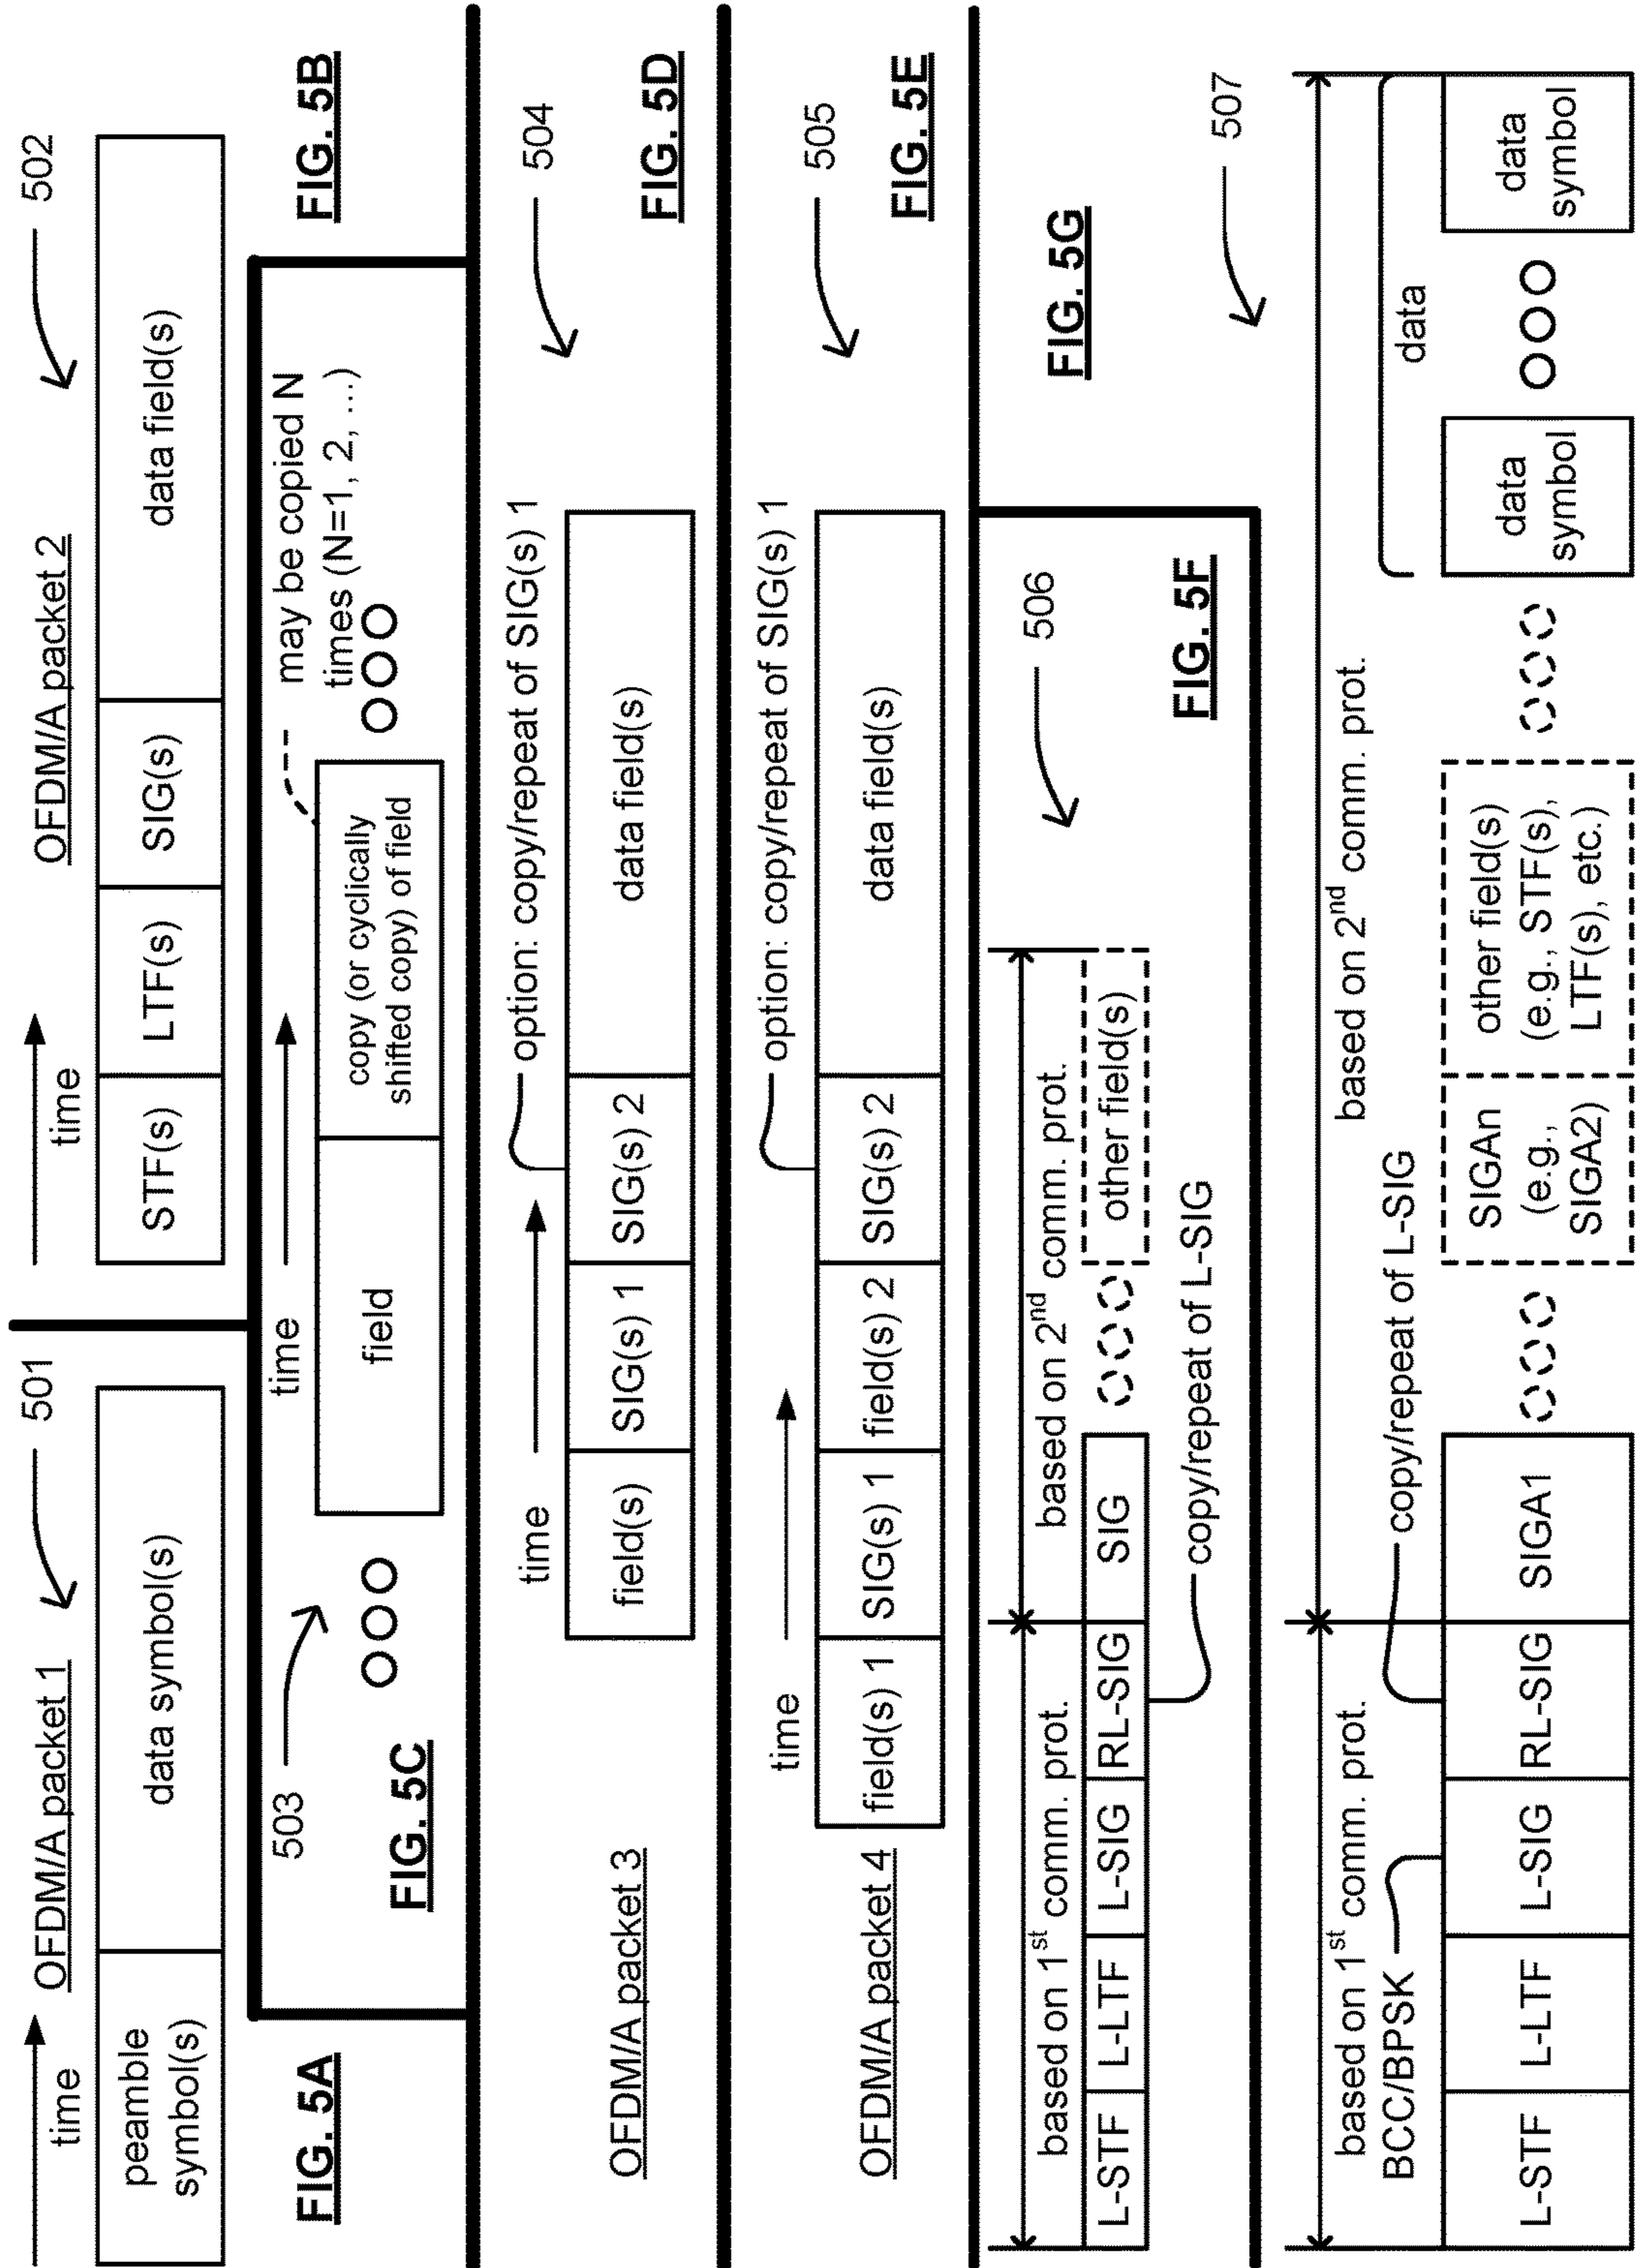 time
OFDM/A packet 1
501
peamble
symbol(s)
data symbol(s)
FIG. 5A
time
OFDM/A packet 2
502
STF(s)
LTF(s)
SIG(s)
data field(s)
FIG. 5B
503
time
field
copy (or cyclically
shifted copy) of field
may be copied N
times (N=1, 2, …)
FIG. 5C
OFDM/A packet 3
time
option: copy/repeat of SIG(s) 1
504
field(s)
SIG(s) 1
SIG(s) 2
data field(s)
FIG. 5D
OFDM/A packet 4
time
option: copy/repeat of SIG(s) 1
505
field(s) 1
SIG(s) 1
field(s) 2
SIG(s) 2
data field(s)
FIG. 5E
based on 1st comm. prot.
based on 2nd comm. prot.
506
L-STF
L-LTF
L-SIG
RL-SIG
SIG
other field(s)
copy/repeat of L-SIG
FIG. 5F
FIG. 5G
507
based on 1st comm. prot.
based on 2nd comm. prot.
BCC/BPSK
copy/repeat of L-SIG
data
L-STF
L-LTF
L-SIG
RL-SIG
SIGA1
SIGAn
(e.g.,
SIGA2)
other field(s)
(e.g., STF(s),
LTF(s), etc.)
data
symbol
data
symbol